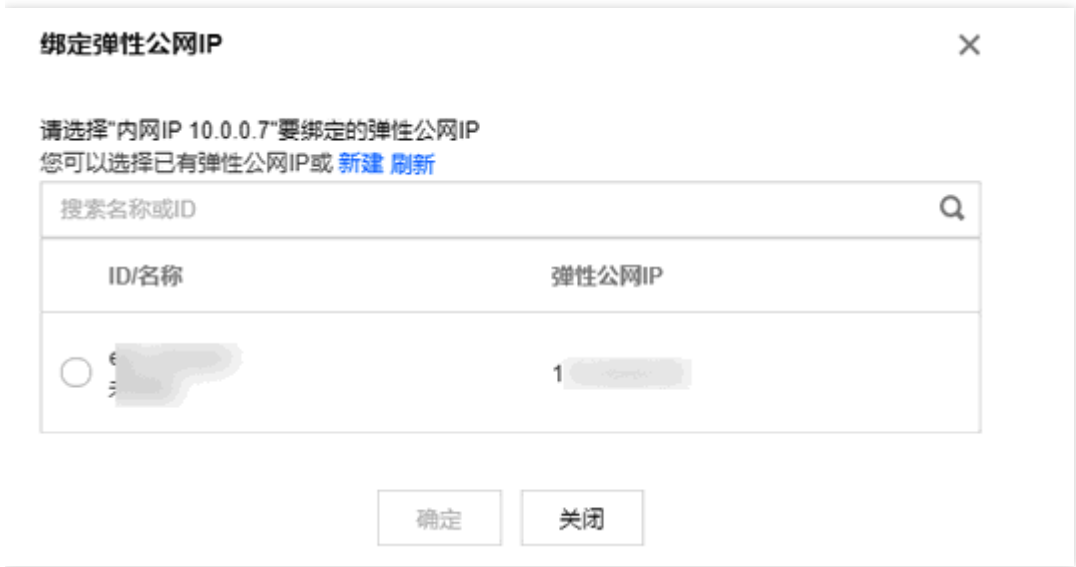 绑定弹性公网IP
请选择"内网IP 10.0.0.7"要绑定的弹性公网IP
您可以选择已有弹性公网IP或 新建 刷新
搜索名称或ID
ID/名称 弹性公网IP
e 1
确定 关闭